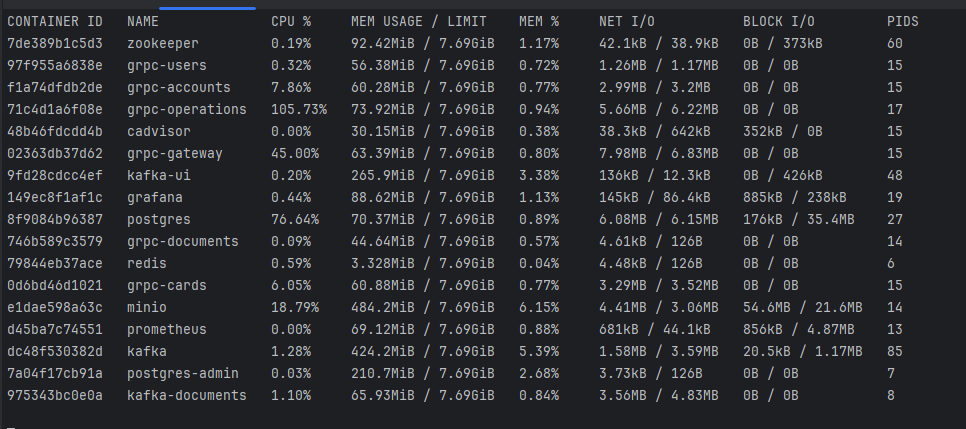 CONTAINER ID NAME CPU % MEM USAGE / LIMIT MEM % NET I/O BLOCK I/O PIDS
7de389b1c5d3 zookeeper 0.19% 92.42MiB / 7.69GiB 1.17% 42.1kB / 38.9kB 0B / 373kB 60
97f955a6838e grpc-users 0.32% 56.38MiB / 7.69GiB 0.72% 1.26MB / 1.17MB 0B / 0B 15
f1a74dfdb2de grpc-accounts 7.86% 60.28MiB / 7.69GiB 0.77% 2.99MB / 3.2MB 0B / 0B 15
71c4d1a6f08e grpc-operations 105.73% 73.92MiB / 7.69GiB 0.94% 5.66MB / 6.22MB 0B / 0B 17
48b46fdcdd4b cadvisor 0.00% 30.15MiB / 7.69GiB 0.38% 38.3kB / 642kB 352kB / 0B 15
02363db37d62 grpc-gateway 45.00% 63.39MiB / 7.69GiB 0.80% 7.98MB / 6.83MB 0B / 0B 15
9fd28cdcc4ef kafka-ui 0.20% 265.9MiB / 7.69GiB 3.38% 136kB / 12.3kB 0B / 426kB 48
149ec8f1af1c grafana 0.44% 88.62MiB / 7.69GiB 1.13% 145kB / 86.4kB 885kB / 238kB 19
8f9084b96387 postgres 76.64% 70.37MiB / 7.69GiB 0.89% 6.08MB / 6.15MB 176kB / 35.4MB 27
746b589c3579 grpc-documents 0.09% 44.64MiB / 7.69GiB 0.57% 4.61kB / 126B 0B / 0B 14
79844eb37ace redis 0.59% 3.328MiB / 7.69GiB 0.04% 4.48kB / 126B 0B / 0B 6
0d6bd46d1021 grpc-cards 6.05% 60.88MiB / 7.69GiB 0.77% 3.29MB / 3.52MB 0B / 0B 15
e1dae598a63c minio 18.79% 484.2MiB / 7.69GiB 6.15% 4.41MB / 3.06MB 54.6MB / 21.6MB 14
d45ba7c74551 prometheus 0.00% 69.12MiB / 7.69GiB 0.88% 681kB / 44.1kB 856kB / 4.87MB 13
dc48f530382d kafka 1.28% 424.2MiB / 7.69GiB 5.39% 1.58MB / 3.59MB 20.5kB / 1.17MB 85
7a04f17cb91a postgres-admin 0.03% 210.7MiB / 7.69GiB 2.68% 3.73kB / 126B 0B / 0B 7
975343bc0e0a kafka-documents 1.10% 65.93MiB / 7.69GiB 0.84% 3.56MB / 4.83MB 0B / 0B 8